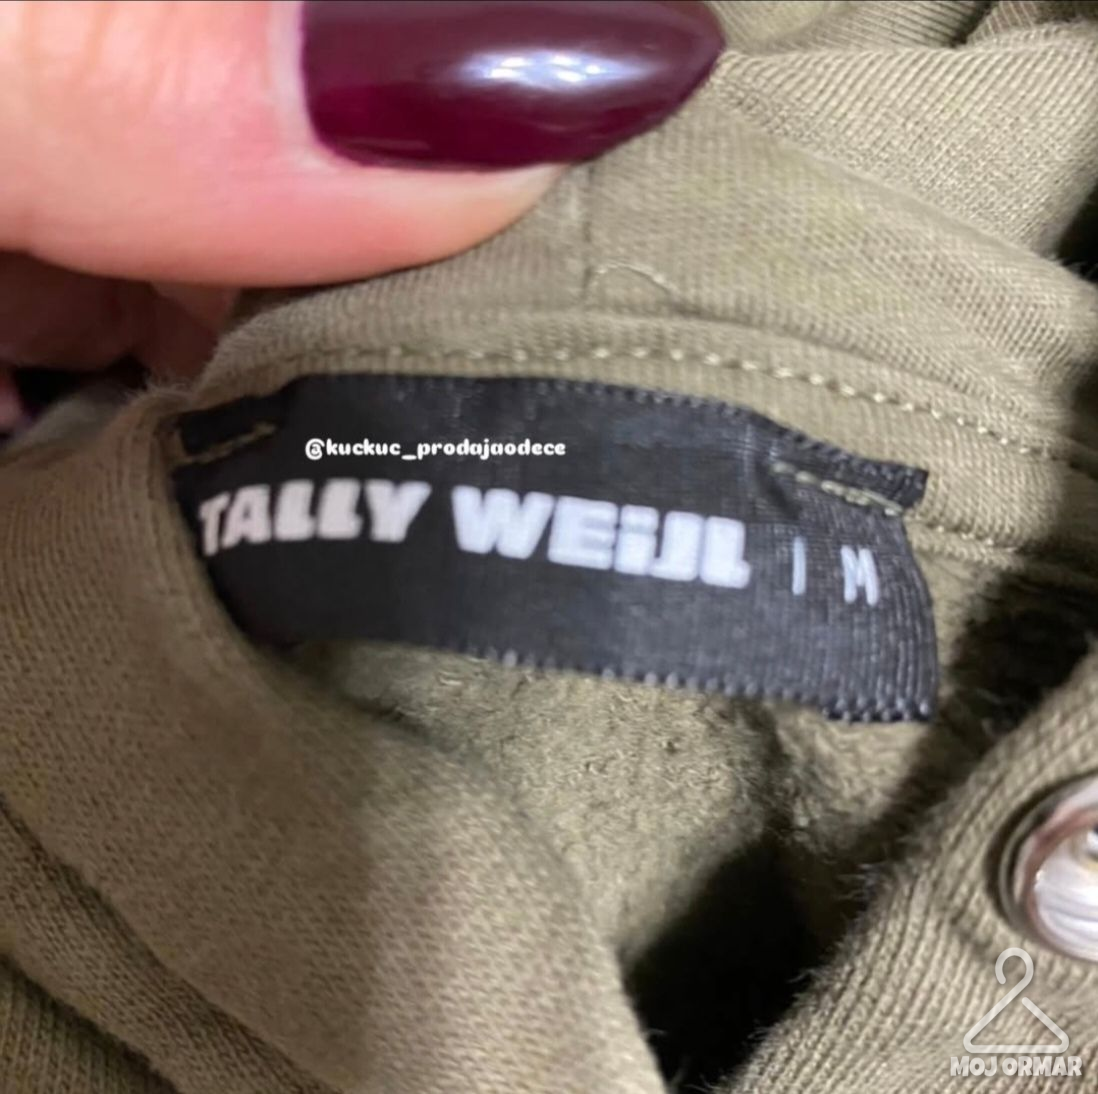 @kuckuc_prodajaodece
TALLY WEiJL | M
MOJ ORMAR